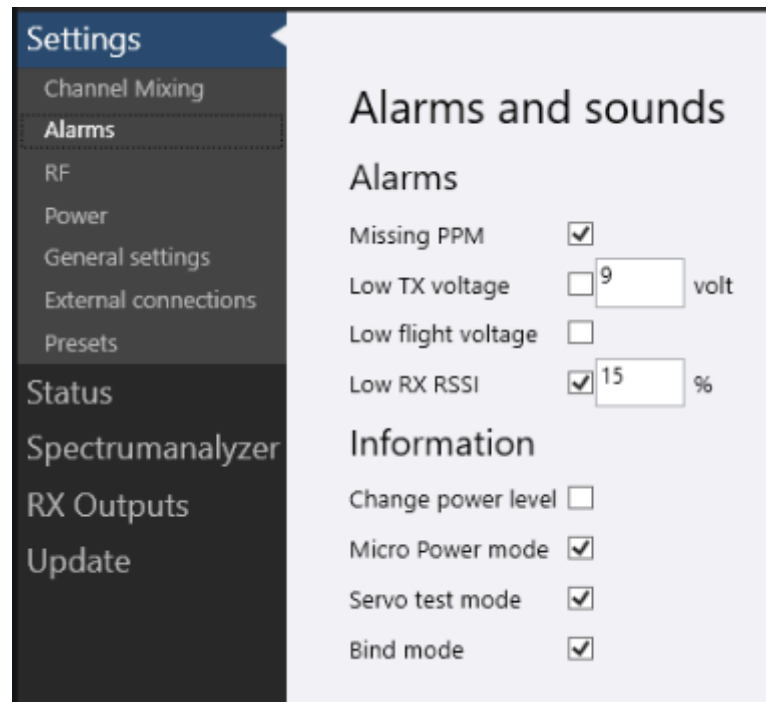 Settings
Channel Mixing
Alarms
RF
Power
General settings
External connections
Presets
Status
Spectrumanalyzer
RX Outputs
Update
Alarms and sounds
Alarms
Missing PPM
Low TX voltage 9 volt
Low flight voltage
Low RX RSSI 15 %
Information
Change power level
Micro Power mode
Servo test mode
Bind mode